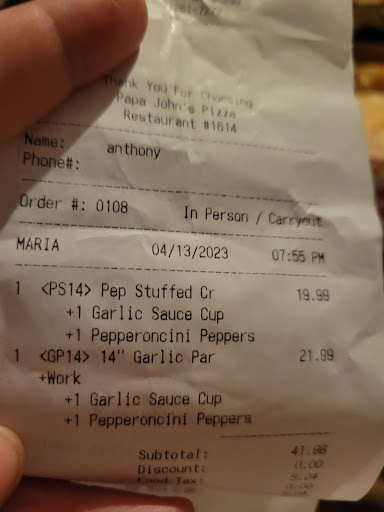 Thank You For Choosing
Papa John's Pizza
Restaurant #1614
Name: anthony
Phone#:
Order #: 0108 In Person / Carryout
MARIA 04/13/2023 07:55 PM
1 <PS14> Pep Stuffed Cr 19.99
+1 Garlic Sauce Cup
+1 Pepperoncini Peppers
1 <GP14> 14" Garlic Par 21.99
+Work
+1 Garlic Sauce Cup
+1 Pepperoncini Peppers
Subtotal: 41.98
Discount: 0.00
Food Tax: